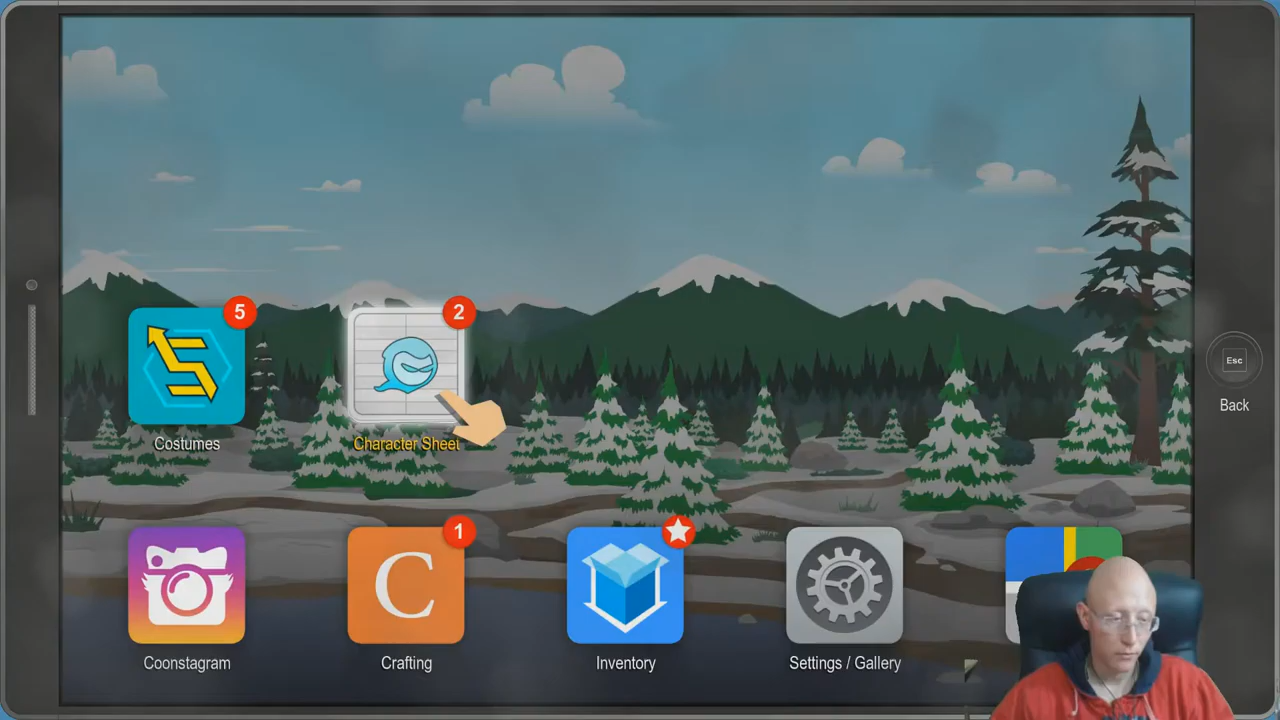 5
2
Costumes
Character Sheet
Esc
Back
1
C
Coonstagram
Crafting
Inventory
Settings / Gallery